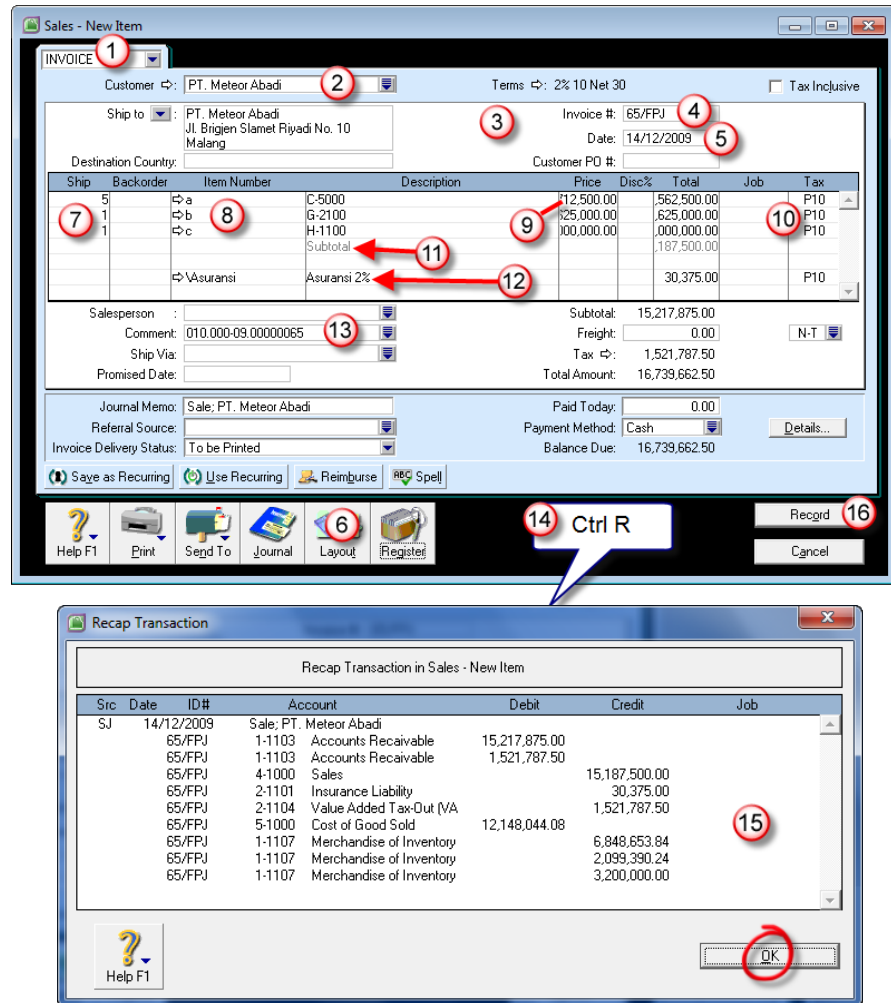 Sales - New Item
INVOICE 1
Customer : PT. Meteor Abadi 2 Terms : 2% 10 Net 30 Tax Inclusive
Ship to : PT. Meteor Abadi 3 Invoice #: 65/FPJ 4
Jl. Brigjen Slamet Riyadi No. 10 Date: 14/12/2009 5
Malang
Destination Country: Customer PO #:
Ship Backorder Item Number Description Price Disc% Total Job Tax
5 a C-5000 712,500.00 ,562,500.00 P10
7 1 b 8 G-2100 625,000.00 ,625,000.00 10 P10
1 c H-1100 000,000.00 ,000,000.00 P10
9
Subtotal 11 ,187,500.00
\Asuransi Asuransi 2% 12 30,375.00 P10
Salesperson : Subtotal: 15,217,875.00
Comment: 010.000-09.00000065 13 Freight: 0.00 N-T
Ship Via: Tax : 1,521,787.50
Promised Date: Total Amount: 16,739,662.50
Journal Memo: Sale; PT. Meteor Abadi Paid Today: 0.00
Referral Source: Payment Method: Cash Details...
Invoice Delivery Status: To be Printed Balance Due: 16,739,662.50
Save as Recurring Use Recurring Reimburse ABC Spell
6 14 Ctrl R Record 16
Help F1 Print Send To Journal Layout Register Cancel
Recap Transaction
Recap Transaction in Sales - New Item
Src Date ID# Account Debit Credit Job
SJ 14/12/2009 Sale; PT. Meteor Abadi
65/FPJ 1-1103 Accounts Recaivable 15,217,875.00
65/FPJ 1-1103 Accounts Recaivable 1,521,787.50
65/FPJ 4-1000 Sales 15,187,500.00
65/FPJ 2-1101 Insurance Liability 30,375.00
65/FPJ 2-1104 Value Added Tax-Out (VA 1,521,787.50
65/FPJ 5-1000 Cost of Good Sold 12,148,044.08 15
65/FPJ 1-1107 Merchandise of Inventory 6,848,653.84
65/FPJ 1-1107 Merchandise of Inventory 2,099,390.24
65/FPJ 1-1107 Merchandise of Inventory 3,200,000.00
Help F1 OK